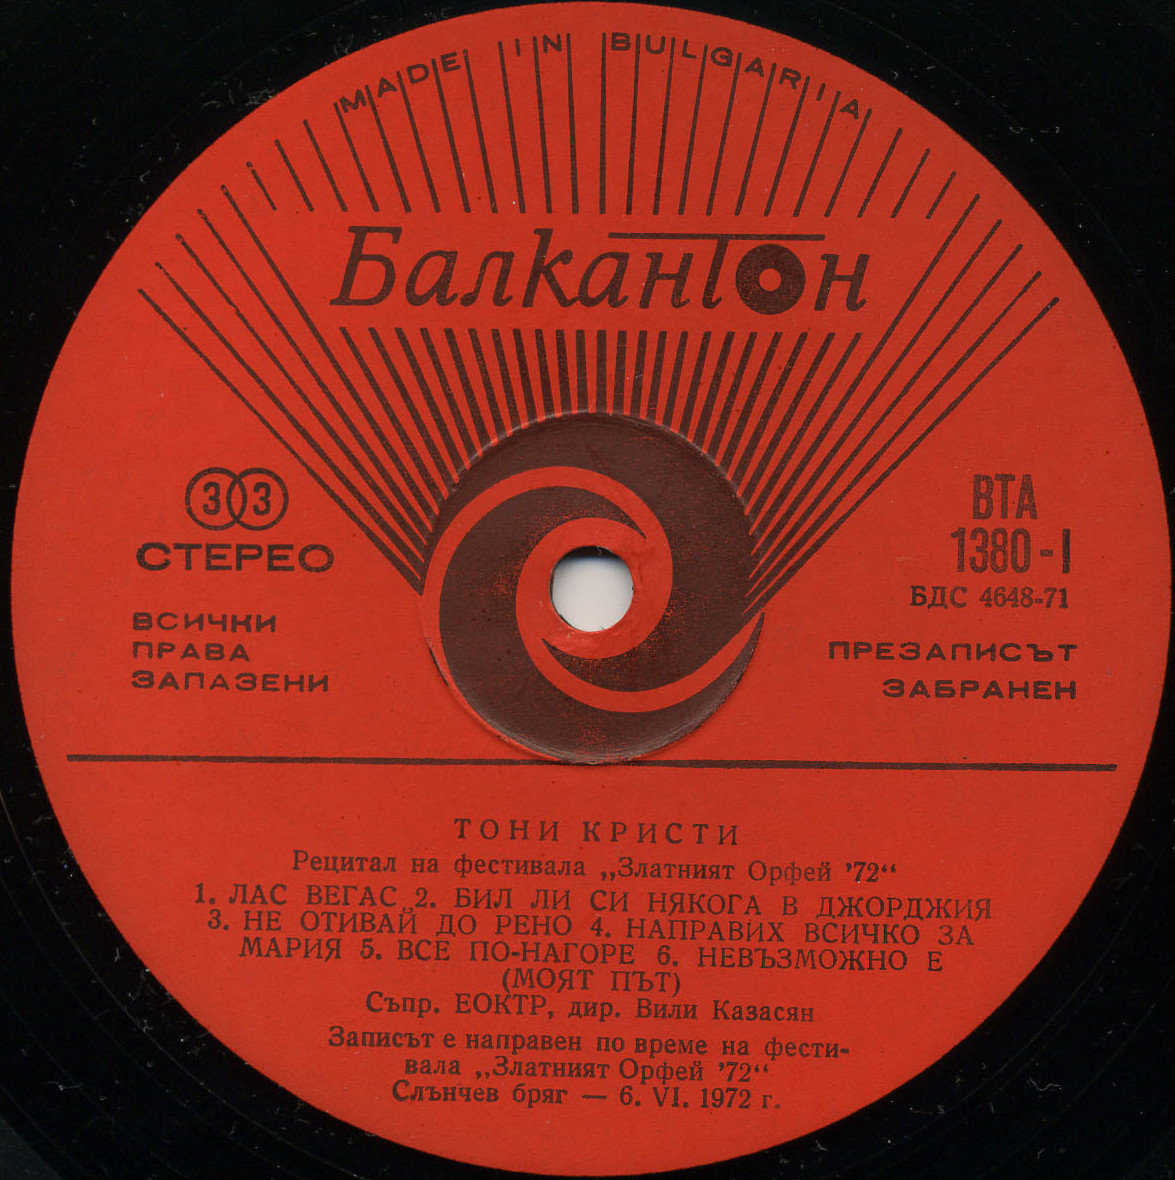 MADE IN BULGARIA
Балкантон
33
СТЕРЕО
ВСИЧКИ
ПРАВА
ЗАПАЗЕНИ
ВТА
1380-I
БДС 4648-71
ПРЕЗАПИСЪТ
ЗАБРАНЕН
ТОНИ КРИСТИ
Рецитал на фестивала „Златният Орфей '72“
1. ЛАС ВЕГАС 2. БИЛ ЛИ СИ НЯКОГА В ДЖОРДЖИЯ
3. НЕ ОТИВАЙ ДО РЕНО 4. НАПРАВИХ ВСИЧКО ЗА
МАРИЯ 5. ВСЕ ПО-НАГОРЕ 6. НЕВЪЗМОЖНО Е
(МОЯТ ПЪТ)
Съпр. ЕОКТР, дир. Вили Казасян
Записът е направен по време на фести-
вала „Златният Орфей '72“
Слънчев бряг — 6. VI. 1972 г.